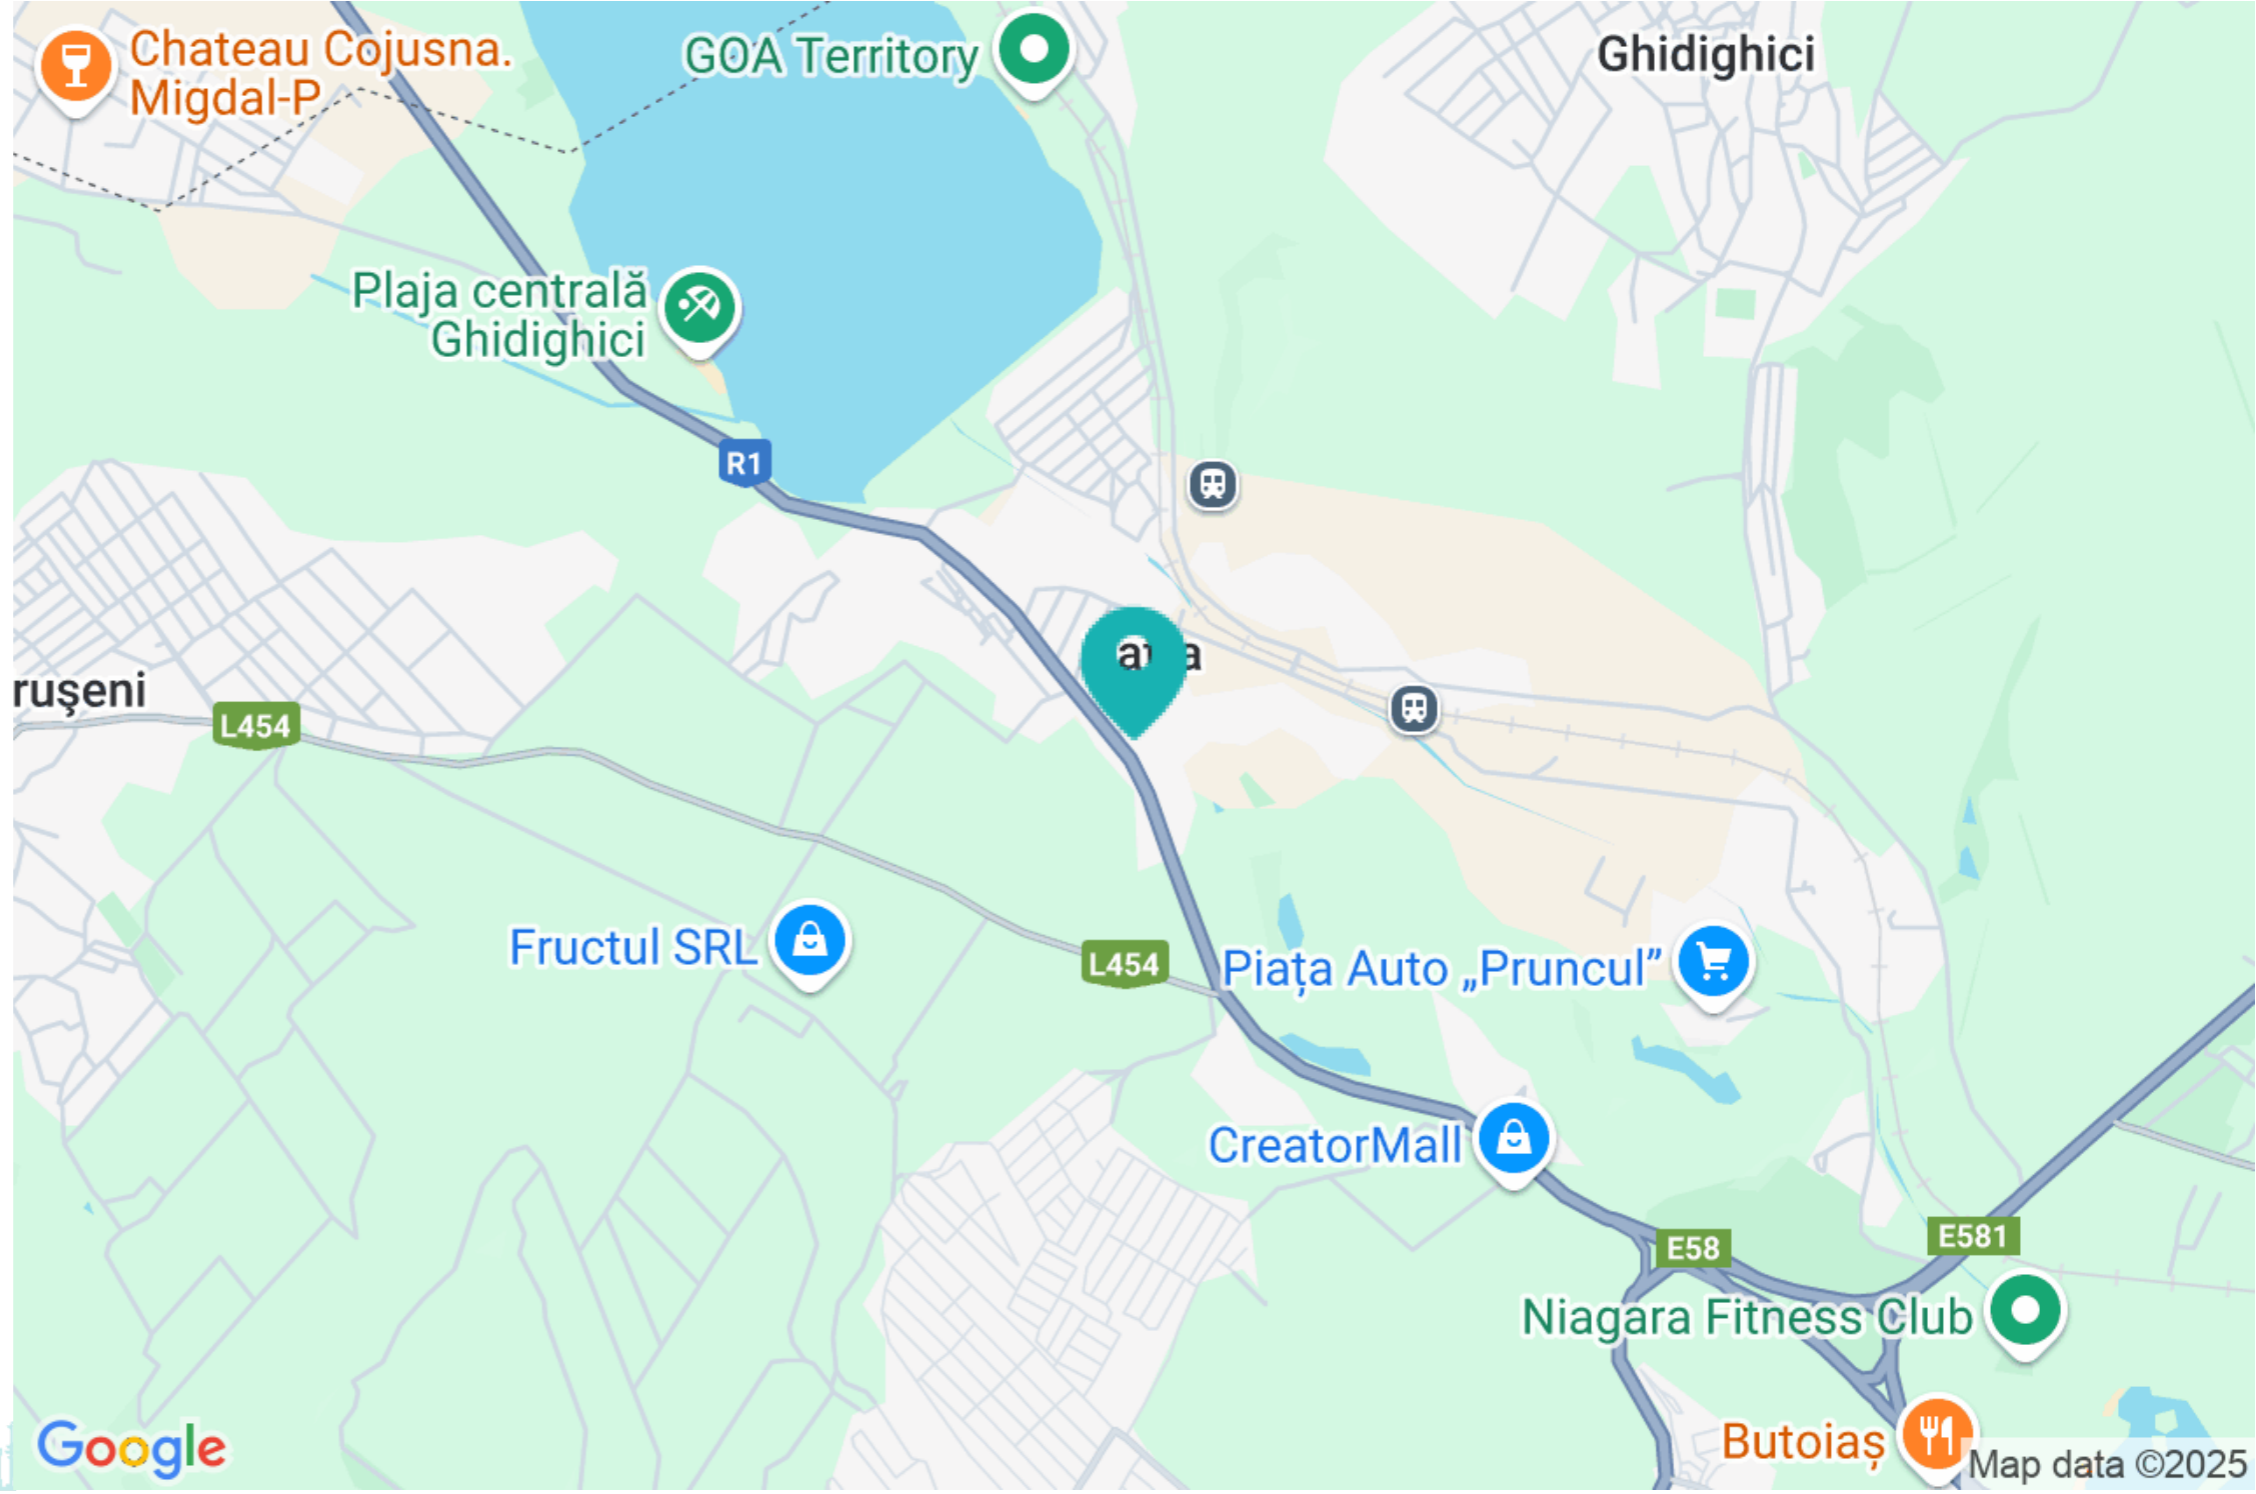 Chateau Cojusna.
Migdal-P
GOA Territory
Ghidighici
Plaja centrală
Ghidighici
R1
rușeni
L454
Fructul SRL
L454
Piața Auto „Pruncul”
CreatorMall
E58
E581
Niagara Fitness Club
Butoiaș
Google
Map data ©2025